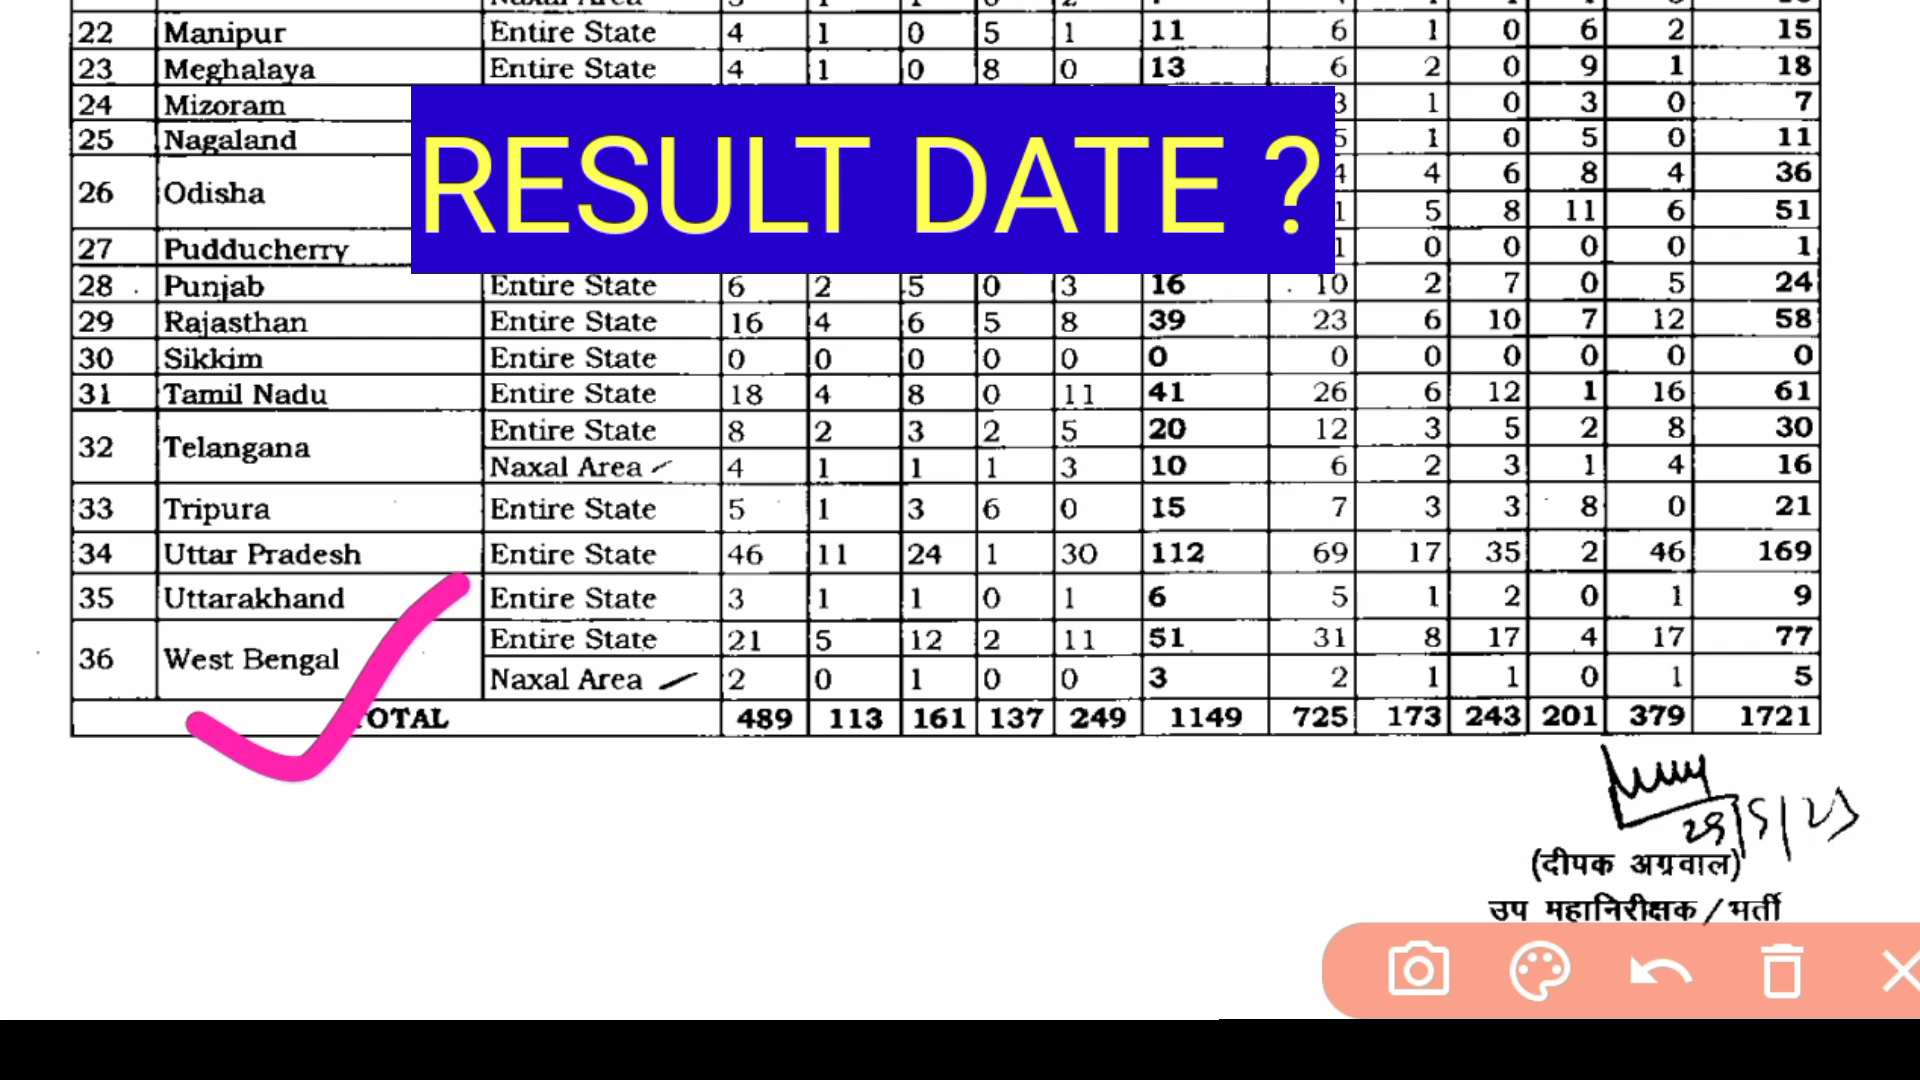 22 Manipur Entire State 4 1 0 5 1 11 6 1 0 6 2 15
23 Meghalaya Entire State 4 1 0 8 0 13 6 2 0 9 1 18
24 Mizoram 3 1 0 3 0 7
25 Nagaland 5 1 0 5 0 11
RESULT DATE ?
26 Odisha 4 4 6 8 4 36
1 5 8 11 6 51
27 Pudducherry 1 0 0 0 0 1
28 Punjab Entire State 6 2 5 0 3 16 10 2 7 0 5 24
29 Rajasthan Entire State 16 4 6 5 8 39 23 6 10 7 12 58
30 Sikkim Entire State 0 0 0 0 0 0 0 0 0 0 0 0
31 Tamil Nadu Entire State 18 4 8 0 11 41 26 6 12 1 16 61
32 Telangana Entire State 8 2 3 2 5 20 12 3 5 2 8 30
Naxal Area 4 1 1 1 3 10 6 2 3 1 4 16
33 Tripura Entire State 5 1 3 6 0 15 7 3 3 8 0 21
34 Uttar Pradesh Entire State 46 11 24 1 30 112 69 17 35 2 46 169
35 Uttarakhand Entire State 3 1 1 0 1 6 5 1 2 0 1 9
36 West Bengal Entire State 21 5 12 2 11 51 31 8 17 4 17 77
Naxal Area 2 0 1 0 0 3 2 1 1 0 1 5
OTAL 489 113 161 137 249 1149 725 173 243 201 379 1721
(दीपक अग्रवाल)
उप महानिरीक्षक/भर्ती